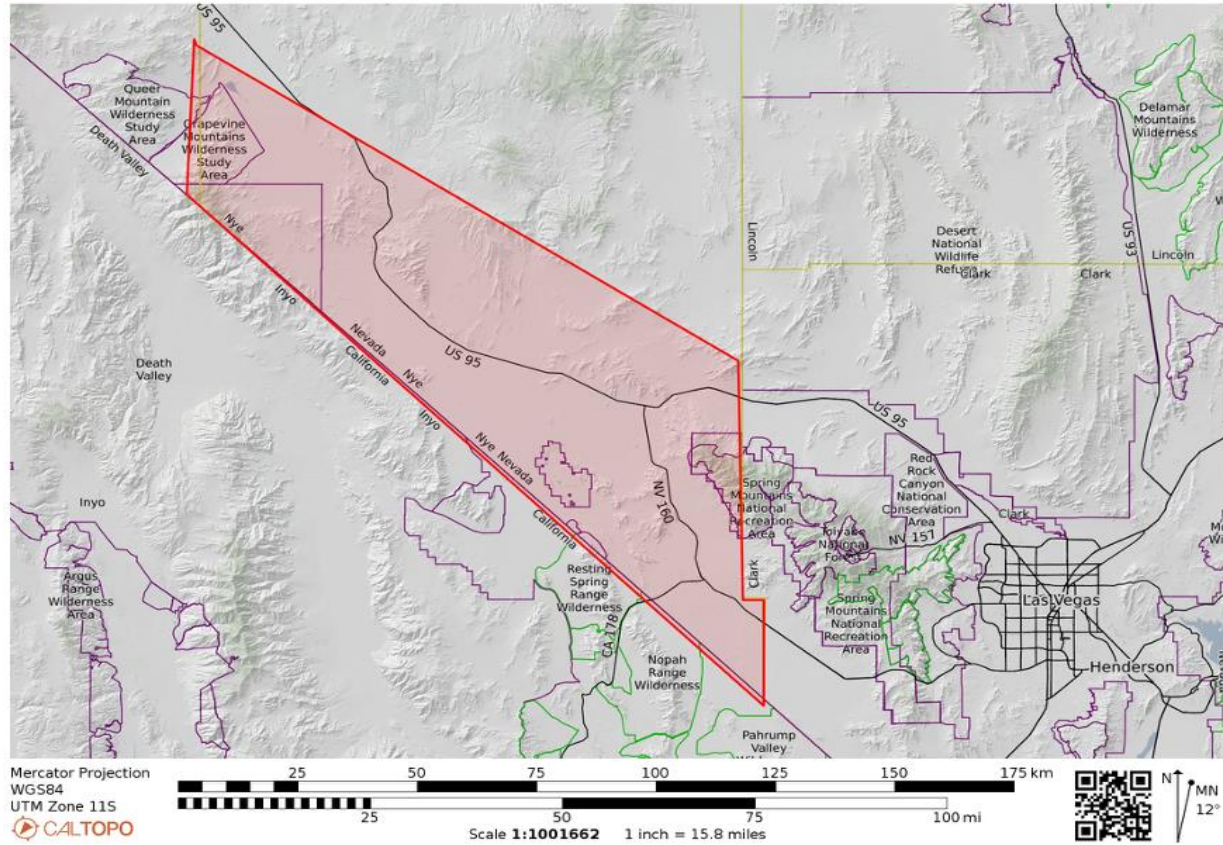 US 95
Queer
Mountain
Wilderness
Study
Area
Grapevine
Mountains
Wilderness
Study
Area
Death Valley
Delamar
Mountains
Wilderness
US 93
Lincoln
Desert
National
Wildlife
Refuge
Clark
Clark
Lincoln
Nye
Inyo
Nevada
California
Nye
Inyo
US 95
Death
Valley
Nye
Nevada
California
US 95
NV 160
Spring
Mountains
National
Recreation
Area
Red
Rock
Canyon
National
Conservation
Area
Clark
Toiyabe
National
Forest
NV 157
Inyo
Argus
Range
Wilderness
Area
Resting
Spring
Range
Wilderness
CA 178
Clark
Las Vegas
Spring
Mountains
National
Recreation
Area
Nopah
Range
Wilderness
Henderson
Pahrump
Valley
Mercator Projection
WGS84
UTM Zone 11S
CALTOPO
25 50 75 100 125 150 175 km
25 50 75 100 mi
Scale 1:1001662 1 inch = 15.8 miles
N
MN
12°